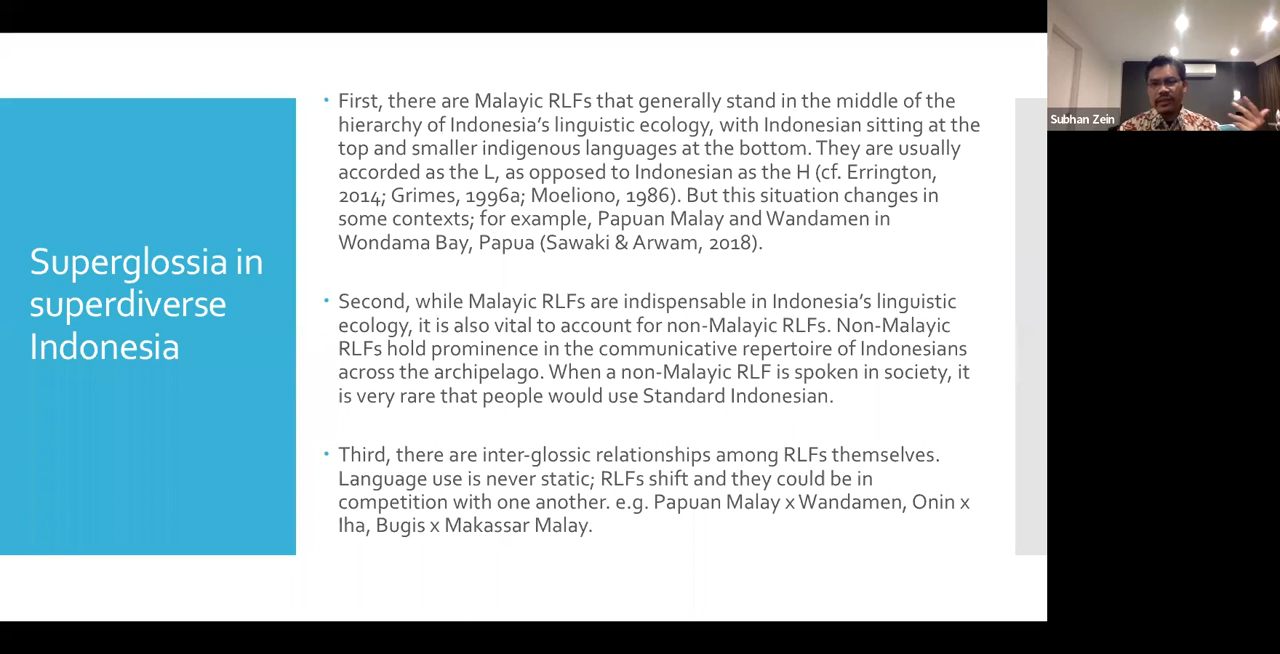 Superglossia in
superdiverse
Indonesia
• First, there are Malayic RLFs that generally stand in the middle of the
hierarchy of Indonesia's linguistic ecology, with Indonesian sitting at the
top and smaller indigenous languages at the bottom. They are usually
accorded as the L, as opposed to Indonesian as the H (cf. Errington,
2014; Grimes, 1996a; Moeliono, 1986). But this situation changes in
some contexts; for example, Papuan Malay and Wandamen in
Wondama Bay, Papua (Sawaki & Arwam, 2018).
• Second, while Malayic RLFs are indispensable in Indonesia's linguistic
ecology, it is also vital to account for non-Malayic RLFs. Non-Malayic
RLFs hold prominence in the communicative repertoire of Indonesians
across the archipelago. When a non-Malayic RLF is spoken in society, it
is very rare that people would use Standard Indonesian.
• Third, there are inter-glossic relationships among RLFs themselves.
Language use is never static; RLFs shift and they could be in
competition with one another. e.g. Papuan Malay x Wandamen, Onin x
Iha, Bugis x Makassar Malay.
Subhan Zein